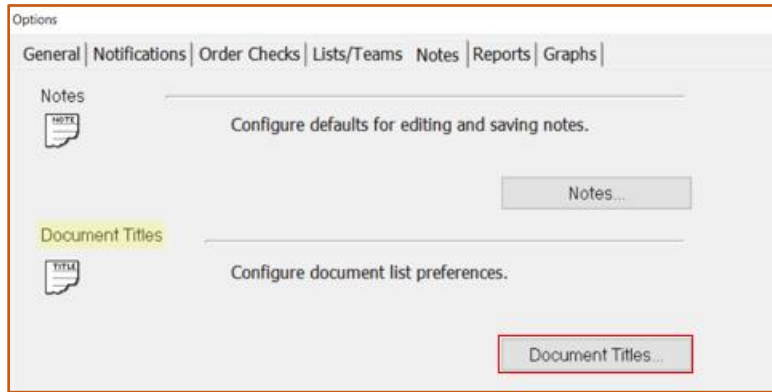 Options
General | Notifications | Order Checks | Lists/Teams Notes | Reports | Graphs |
Notes
NOTE
Configure defaults for editing and saving notes.
Notes...
Document Titles
TITLE
Configure document list preferences.
Document Titles...